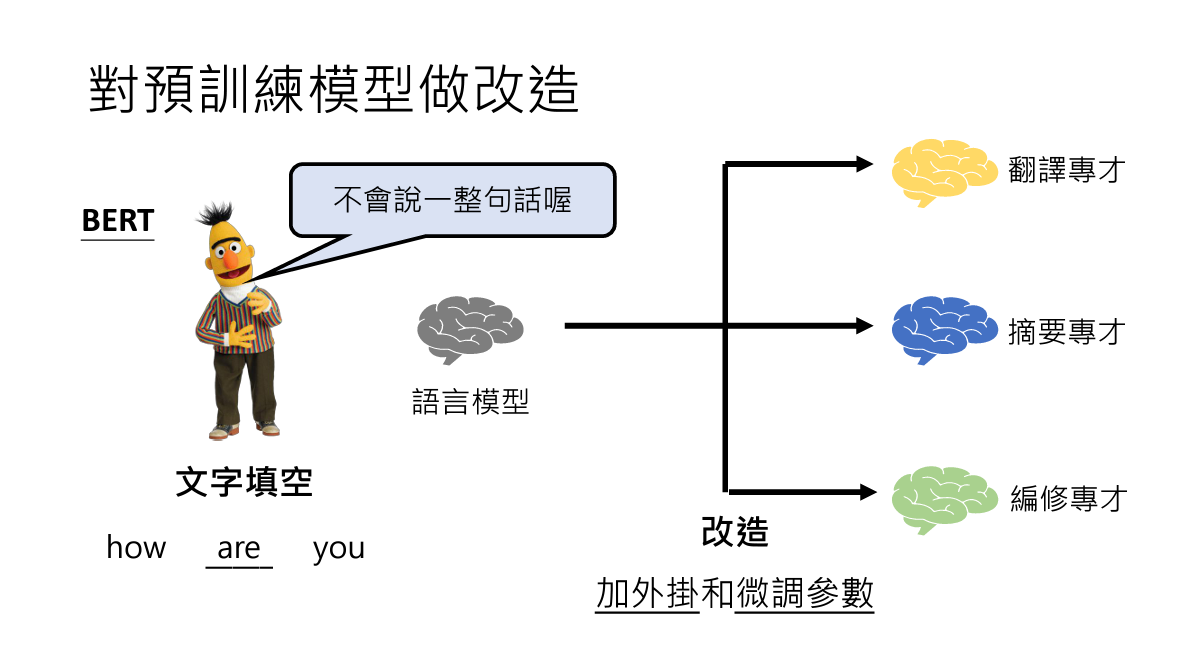 對預訓練模型做改造
BERT
不會說一整句話喔
語言模型
文字填空
how are you
翻譯專才
摘要專才
編修專才
改造
加外掛和微調參數